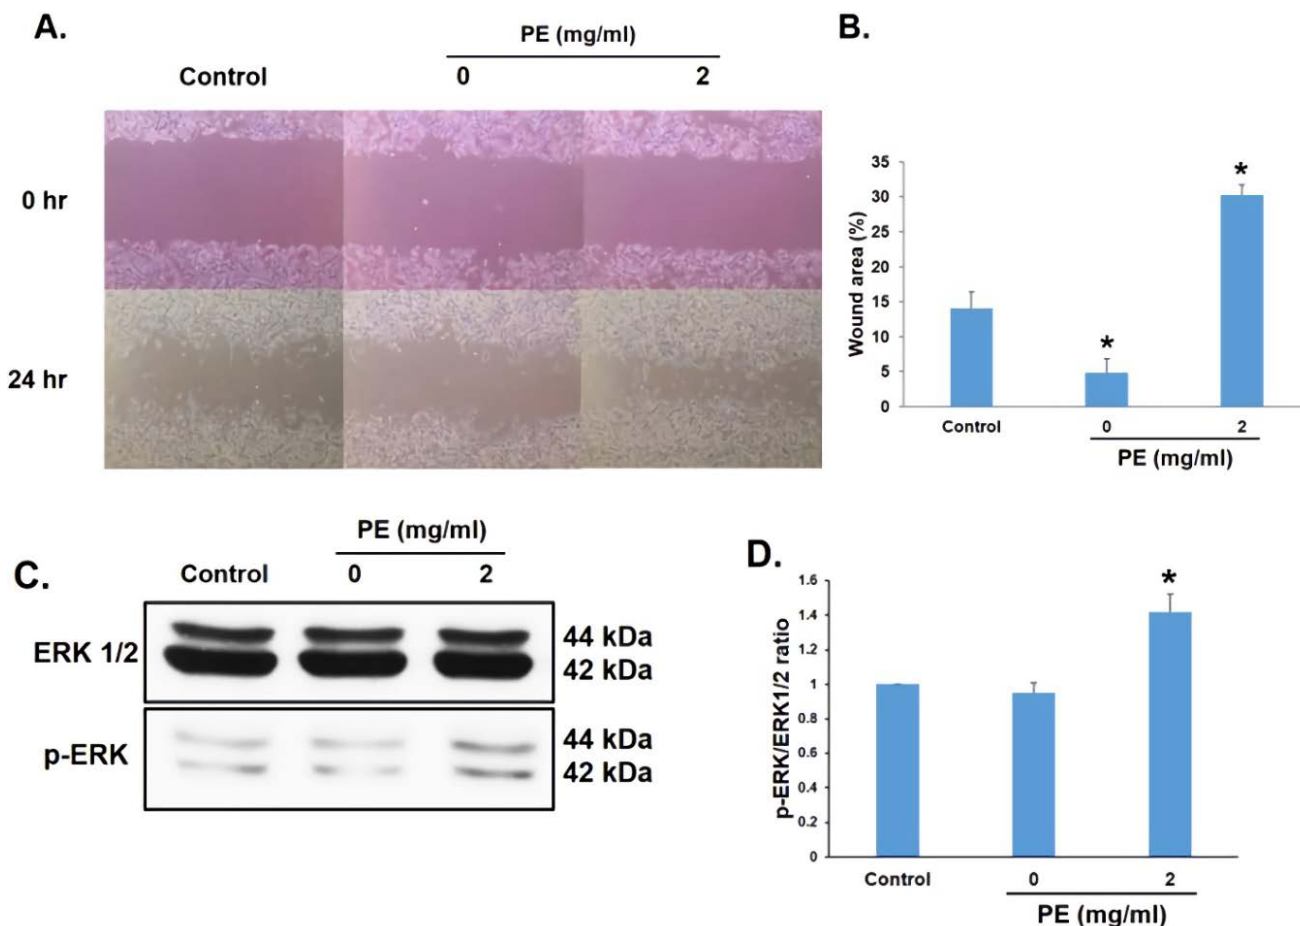 A.
PE (mg/ml)
Control
0
2
0 hr
24 hr
B.
Wound area (%)
35
30
25
20
15
10
5
0
*
*
Control
0
2
PE (mg/ml)
C.
PE (mg/ml)
Control
0
2
ERK 1/2
44 kDa
42 kDa
p-ERK
44 kDa
42 kDa
D.
p-ERK/ERK1/2 ratio
1.6
1.4
1.2
1
0.8
0.6
0.4
0.2
0
*
Control
0
2
PE (mg/ml)